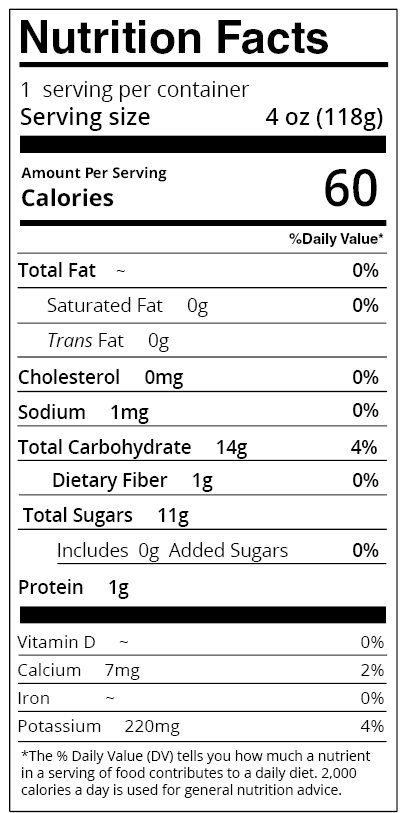 Nutrition Facts
1 serving per container
Serving size 4 oz (118g)
Amount Per Serving
Calories 60
%Daily Value*
Total Fat ~ 0%
Saturated Fat 0g 0%
Trans Fat 0g
Cholesterol 0mg 0%
Sodium 1mg 0%
Total Carbohydrate 14g 4%
Dietary Fiber 1g 0%
Total Sugars 11g
Includes 0g Added Sugars 0%
Protein 1g
Vitamin D ~ 0%
Calcium 7mg 2%
Iron ~ 0%
Potassium 220mg 4%
*The % Daily Value (DV) tells you how much a nutrient
in a serving of food contributes to a daily diet. 2,000
calories a day is used for general nutrition advice.